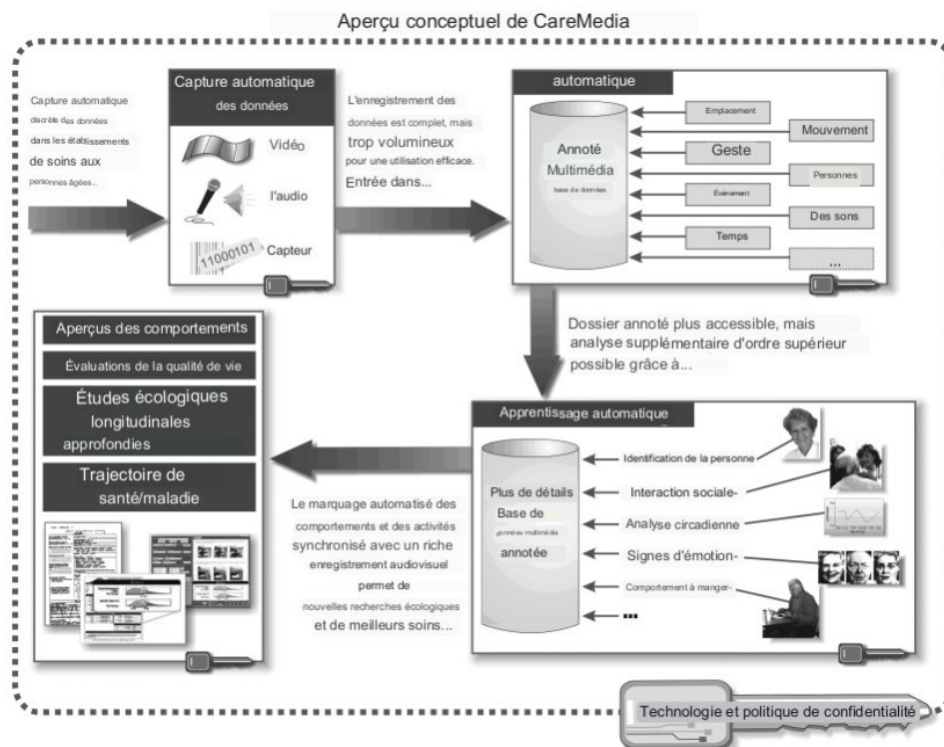 Aperçu conceptuel de CareMedia
Capture automatique
discrète des données
dans les établissements
de soins aux
personnes âgées...
Capture automatique
des données
Vidéo
l'audio
11000101
Capteur
L'enregistrement des
données est complet, mais
trop volumineux
pour une utilisation efficace.
Entrée dans...
automatique
Annoté
Multimédia
base de données
Emplacement
Mouvement
Geste
Personnes
Événement
Des sons
Temps
...
Dossier annoté plus accessible, mais
analyse supplémentaire d'ordre supérieur
possible grâce à...
Apprentissage automatique
Plus de détails
Base de
données multimédia
annotée
Identification de la personne
Interaction sociale-
Analyse circadienne
Signes d'émotion-
Comportement à manger-
...
Le marquage automatisé des
comportements et des activités
synchronisé avec un riche
enregistrement audiovisuel
permet de
nouvelles recherches écologiques
et de meilleurs soins...
Aperçus des comportements
Évaluations de la qualité de vie
Études écologiques
longitudinales
approfondies
Trajectoire de
santé/maladie
Technologie et politique de confidentialité